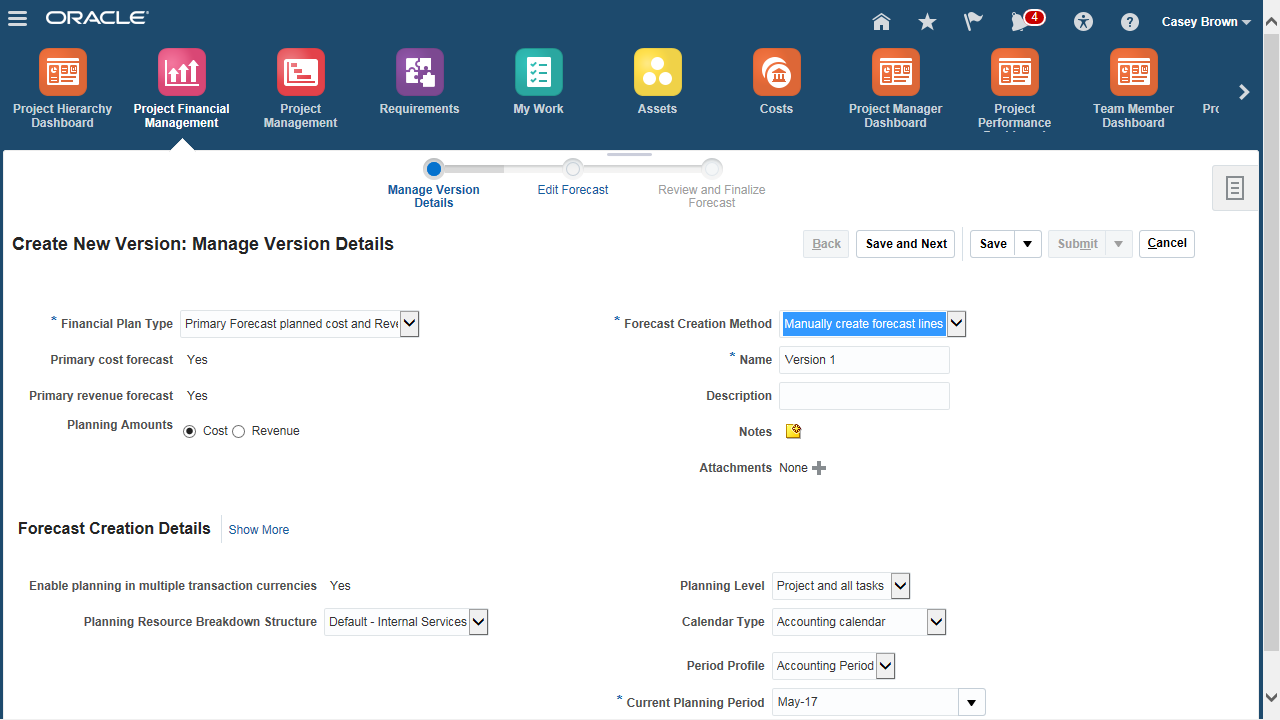 ORACLE
4
Casey Brown
Project Hierarchy
Dashboard
Project Financial
Management
Project
Management
Requirements
My Work
Assets
Costs
Project Manager
Dashboard
Project
Performance
Team Member
Dashboard
Manage Version
Details
Edit Forecast
Review and Finalize
Forecast
Create New Version: Manage Version Details
Back
Save and Next
Save
Submit
Cancel
* Financial Plan Type Primary Forecast planned cost and Reve
Primary cost forecast Yes
Primary revenue forecast Yes
Planning Amounts Cost Revenue
* Forecast Creation Method Manually create forecast lines
* Name Version 1
Description
Notes
Attachments None
Forecast Creation Details Show More
Enable planning in multiple transaction currencies Yes
Planning Resource Breakdown Structure Default - Internal Services
Planning Level Project and all tasks
Calendar Type Accounting calendar
Period Profile Accounting Period
* Current Planning Period May-17